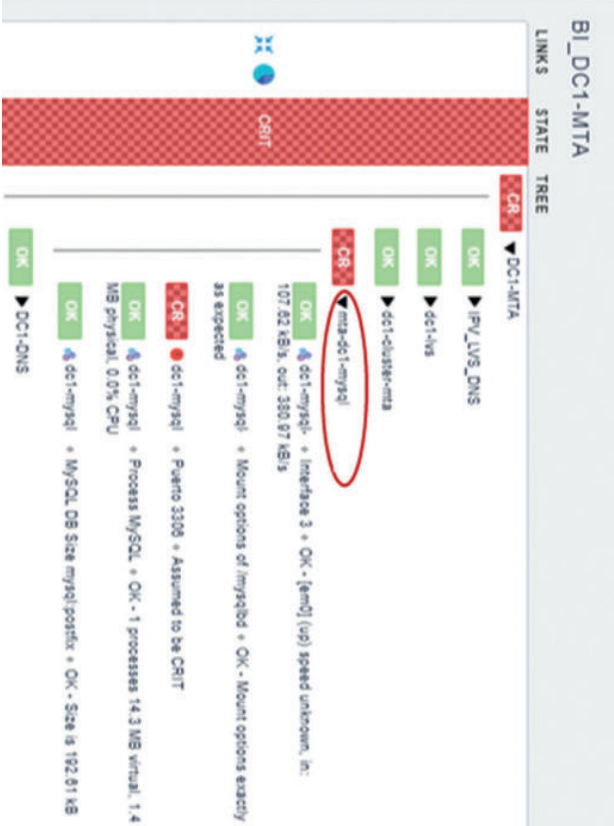 BI_DC1-MTA
LINKS STATE TREE
CRIT
CR DC1-MTA
OK IPV_LVS_DNS
OK dc1-lvs
OK dc1-cluster-mta
CR mta-dc1-mysql
OK dc1-mysql- Interface 3 OK - [em0] (up) speed unknown, in:
107.62 kB/s, out: 380.97 kB/s
OK dc1-mysql- Mount options of /mysqlbd OK - Mount options exactly
as expected
CR dc1-mysql Puerto 3306 Assumed to be CRIT
OK dc1-mysql Process MySQL OK - 1 processes 14.3 MB virtual, 1.4
MB physical, 0.0% CPU
OK dc1-mysql MySQL DB Size mysql:postfix OK - Size is 192.61 kB
OK DC1-DNS